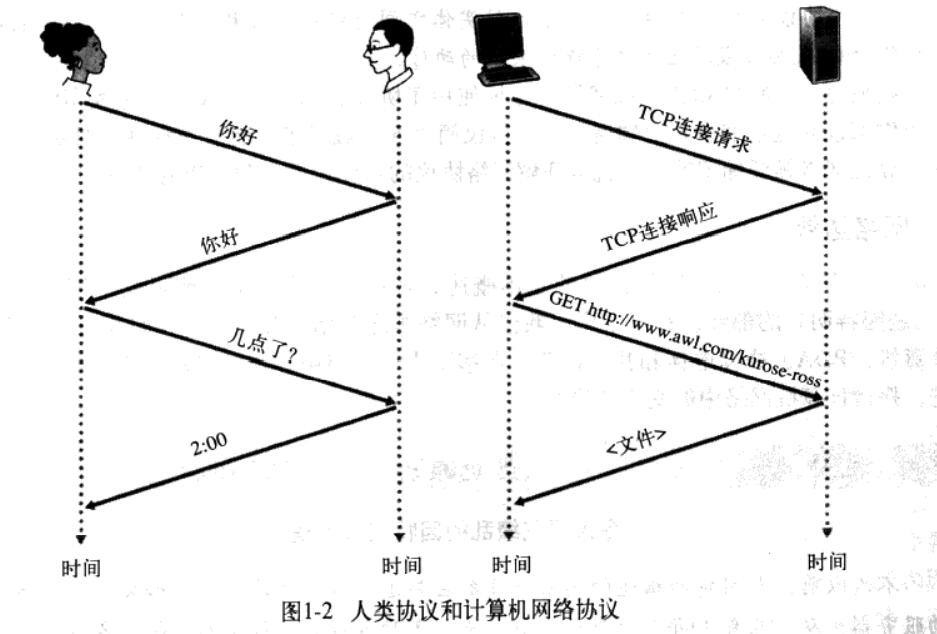 你好
你好
几点了?
2:00
时间
时间
TCP连接请求
TCP连接响应
GET http://www.awl.com/kurose-ross
<文件>
时间
时间
图1-2 人类协议和计算机网络协议